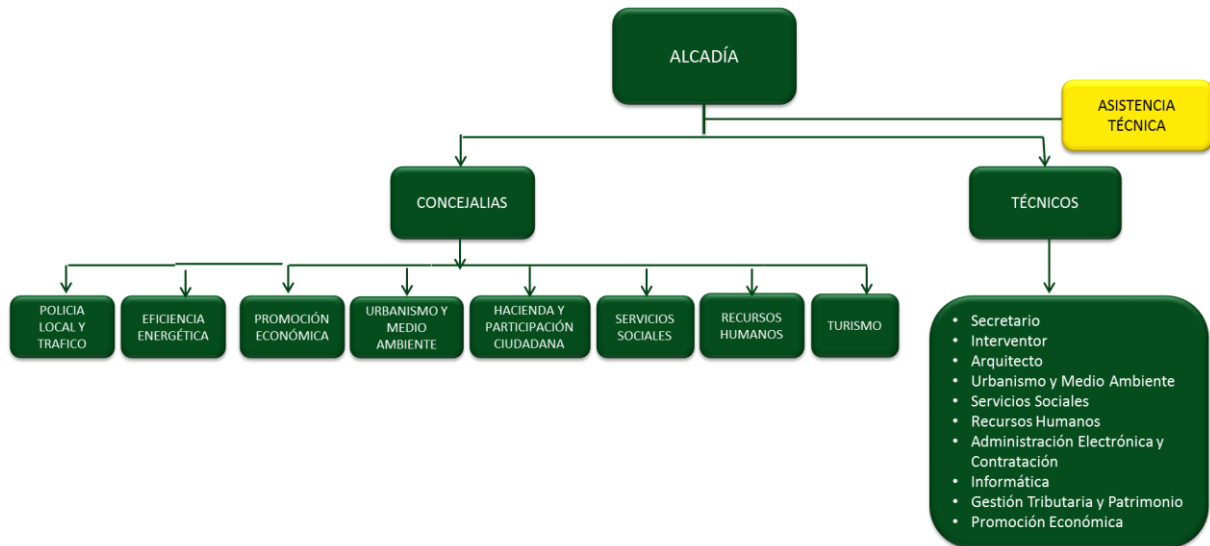 ALCADÍA
ASISTENCIA
TÉCNICA
CONCEJALIAS
TÉCNICOS
POLICIA
LOCAL Y
TRAFICO
EFICIENCIA
ENERGÉTICA
PROMOCIÓN
ECONÓMICA
URBANISMO Y
MEDIO
AMBIENTE
HACIENDA Y
PARTICIPACIÓN
CIUDADANA
SERVICIOS
SOCIALES
RECURSOS
HUMANOS
TURISMO
• Secretario
• Interventor
• Arquitecto
• Urbanismo y Medio Ambiente
• Servicios Sociales
• Recursos Humanos
• Administración Electrónica y
Contratación
• Informática
• Gestión Tributaria y Patrimonio
• Promoción Económica